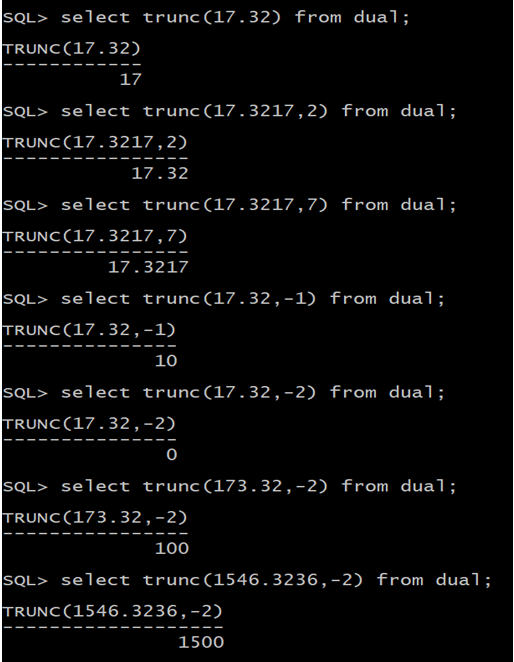 SQL> select trunc(17.32) from dual;
TRUNC(17.32)
------------
17
SQL> select trunc(17.3217,2) from dual;
TRUNC(17.3217,2)
----------------
17.32
SQL> select trunc(17.3217,7) from dual;
TRUNC(17.3217,7)
----------------
17.3217
SQL> select trunc(17.32,-1) from dual;
TRUNC(17.32,-1)
---------------
10
SQL> select trunc(17.32,-2) from dual;
TRUNC(17.32,-2)
---------------
0
SQL> select trunc(173.32,-2) from dual;
TRUNC(173.32,-2)
----------------
100
SQL> select trunc(1546.3236,-2) from dual;
TRUNC(1546.3236,-2)
-------------------
1500